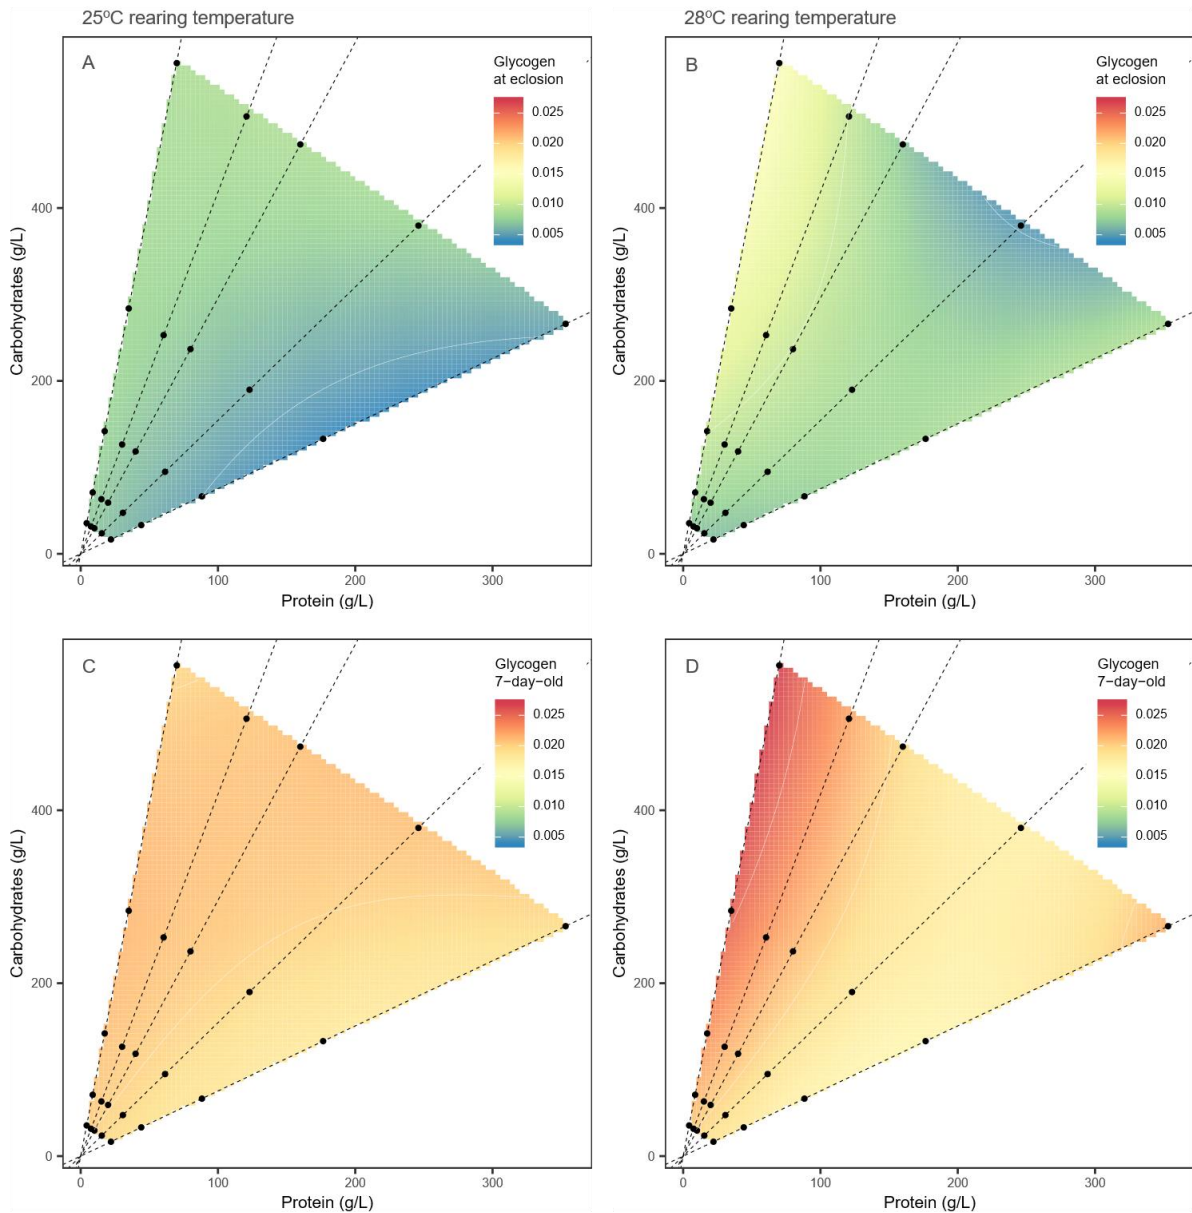 25ºC rearing temperature
28ºC rearing temperature
A
Glycogen
at eclosion
0.025
0.020
0.015
0.010
0.005
400
200
0
Carbohydrates (g/L)
0
100
200
300
Protein (g/L)
B
Glycogen
at eclosion
0.025
0.020
0.015
0.010
0.005
400
200
0
Carbohydrates (g/L)
0
100
200
300
Protein (g/L)
C
Glycogen
7−day−old
0.025
0.020
0.015
0.010
0.005
400
200
0
Carbohydrates (g/L)
0
100
200
300
Protein (g/L)
D
Glycogen
7−day−old
0.025
0.020
0.015
0.010
0.005
400
200
0
Carbohydrates (g/L)
0
100
200
300
Protein (g/L)